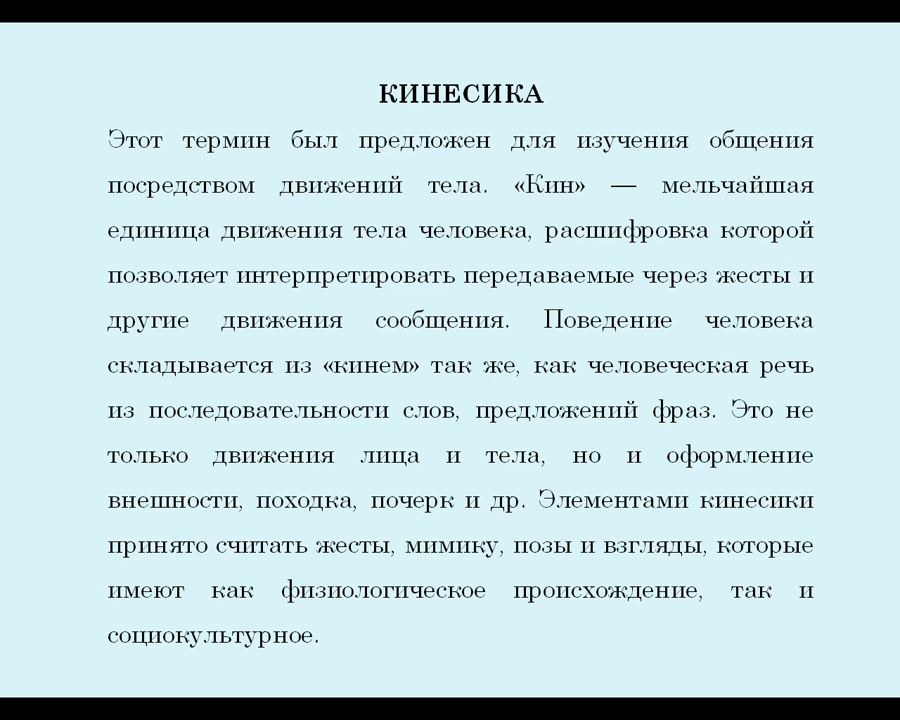 КИНЕСИКА
Этот термин был предложен для изучения общения
посредством движений тела. «Кин» — мельчайшая
единица движения тела человека, расшифровка которой
позволяет интерпретировать передаваемые через жесты и
другие движения сообщения. Поведение человека
складывается из «кинем» так же, как человеческая речь
из последовательности слов, предложений фраз. Это не
только движения лица и тела, но и оформление
внешности, походка, почерк и др. Элементами кинесики
принято считать жесты, мимику, позы и взгляды, которые
имеют как физиологическое происхождение, так и
социокультурное.